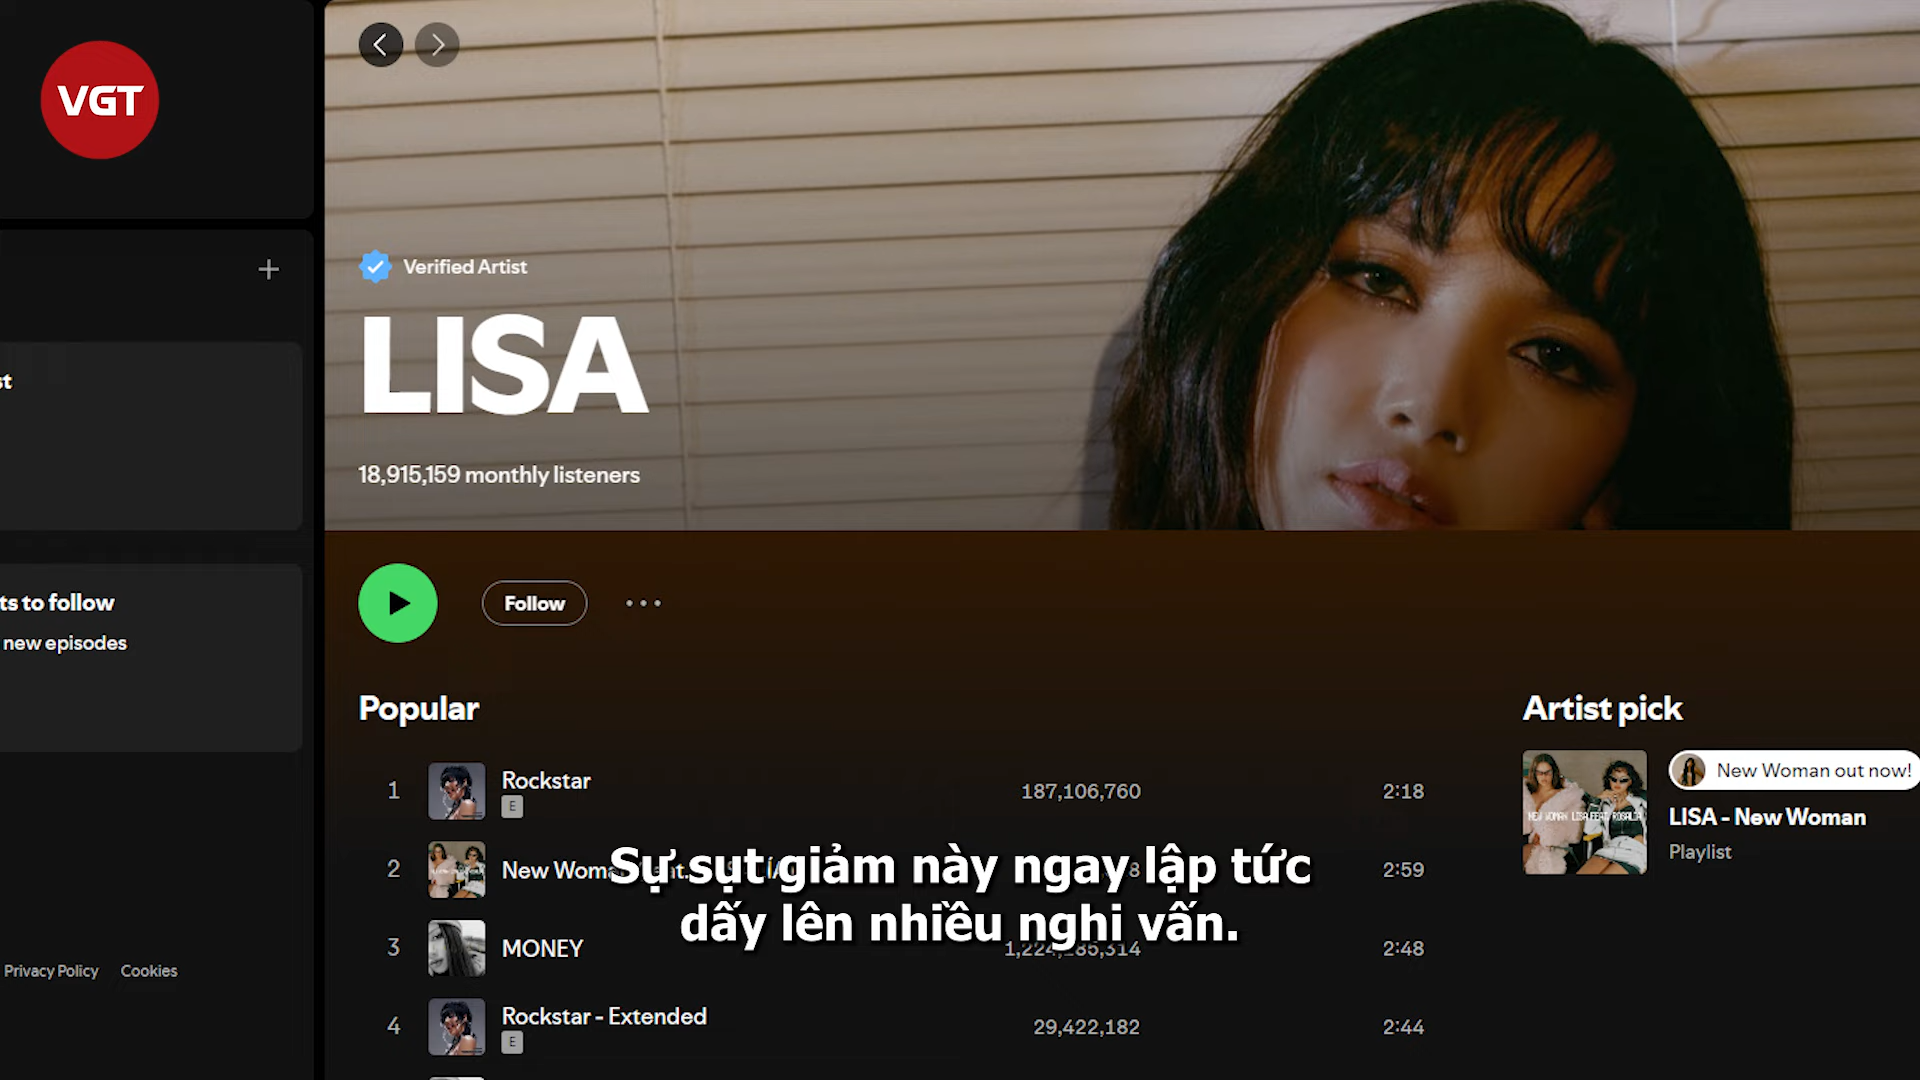 VGT
Verified Artist
LISA
18,915,159 monthly listeners
ts to follow
new episodes
Follow
Popular
Artist pick
1 Rockstar 187,106,760 2:18
E
New Woman out now!
LISA - New Woman
Playlist
2 2:59
Sự sụt giảm này ngay lập tức
dấy lên nhiều nghi vấn.
3 MONEY 2:48
Privacy Policy Cookies
4 Rockstar - Extended 29,422,182 2:44
E